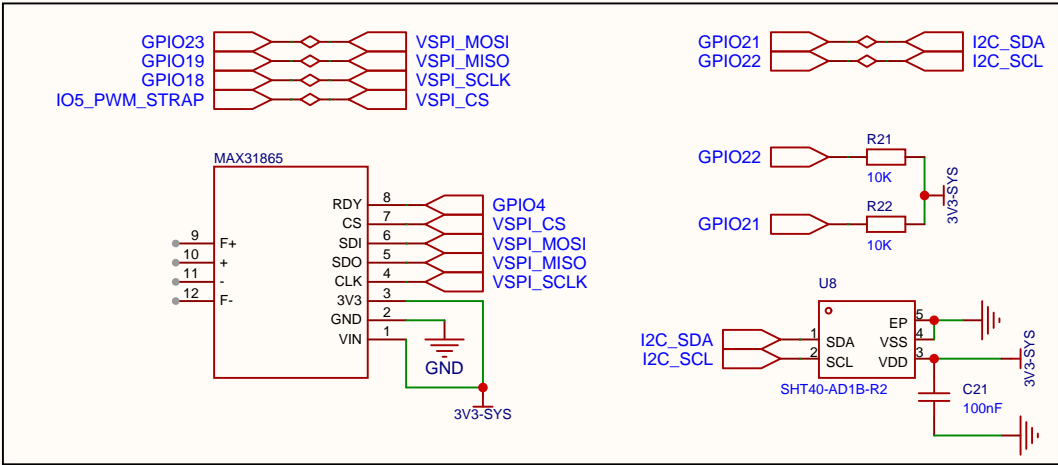 GPIO23 VSPI_MOSI
GPIO19 VSPI_MISO
GPIO18 VSPI_SCLK
IO5_PWM_STRAP VSPI_CS
GPIO21 I2C_SDA
GPIO22 I2C_SCL
MAX31865
RDY 8 GPIO4
CS 7 VSPI_CS
9 F+ SDI 6 VSPI_MOSI
10 + SDO 5 VSPI_MISO
11 - CLK 4 VSPI_SCLK
12 F- 3V3 3
GND 2
VIN 1
GND
3V3-SYS
R21
GPIO22
10K
3V3-SYS
R22
GPIO21
10K
U8
EP 5
I2C_SDA 1 SDA VSS 4
I2C_SCL 2 SCL VDD 3
3V3-SYS
SHT40-AD1B-R2
C21
100nF